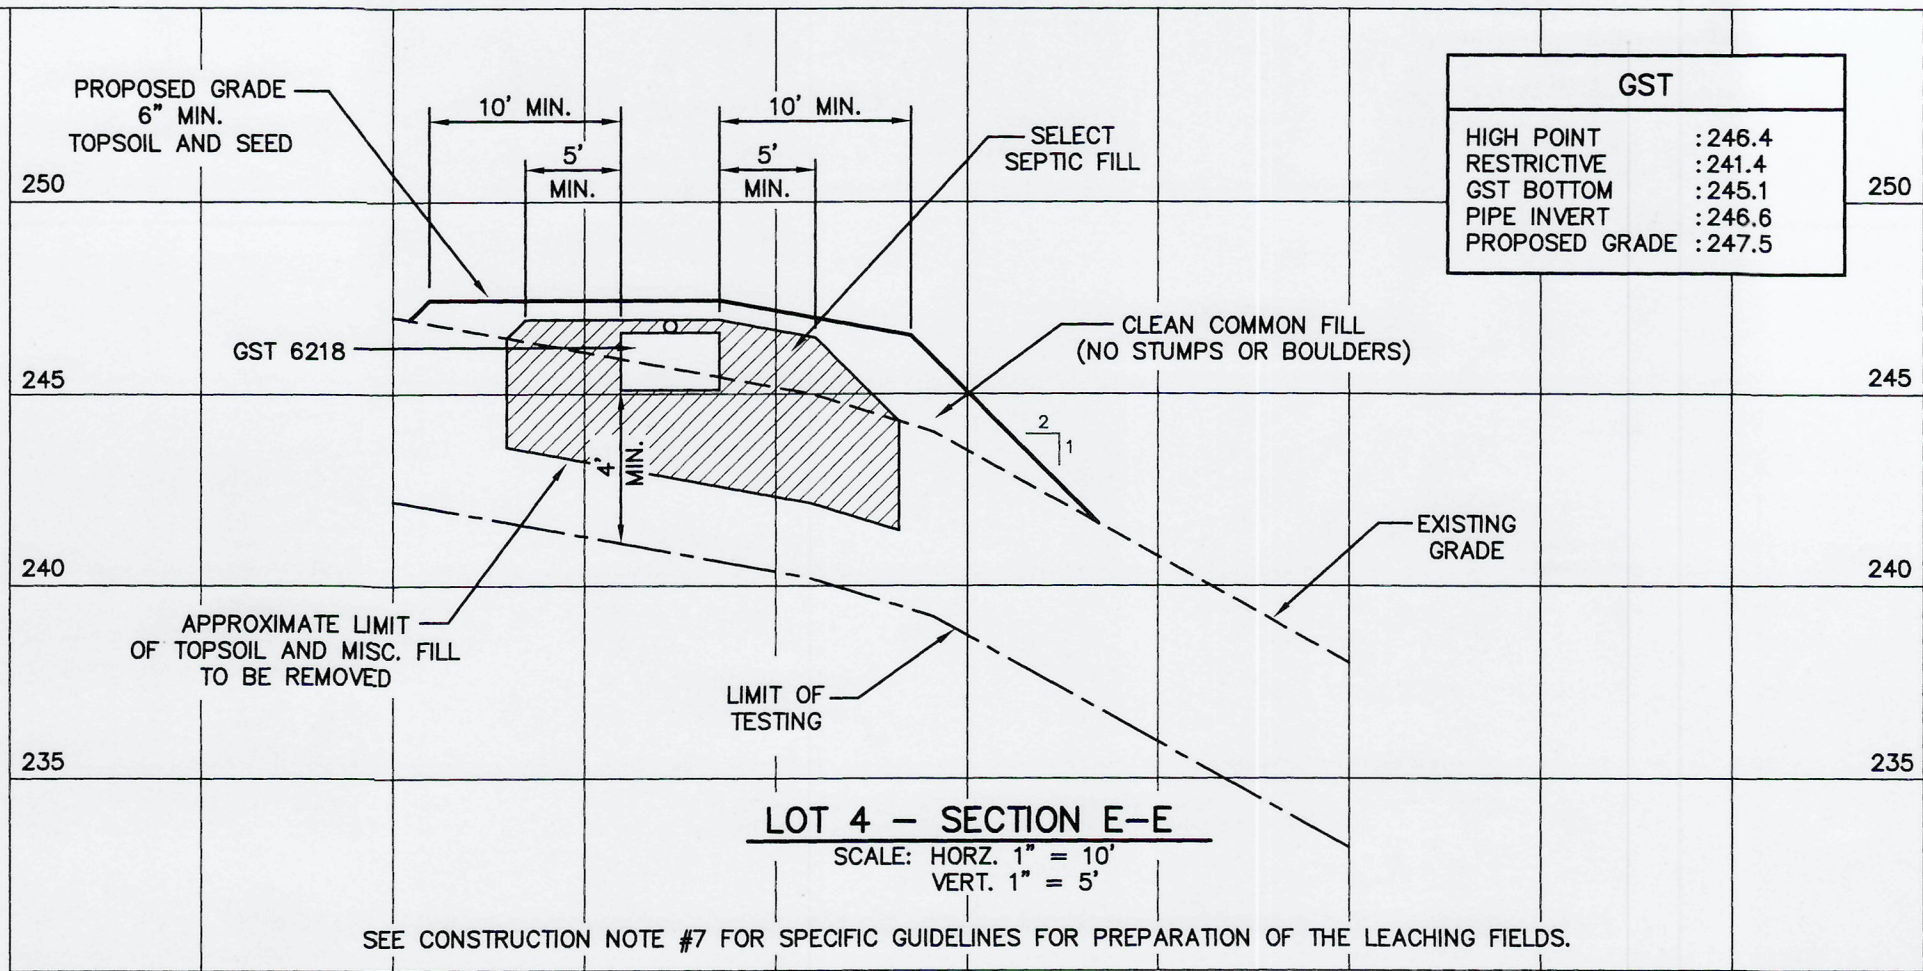 PROPOSED GRADE
6" MIN.
TOPSOIL AND SEED
10' MIN.
10' MIN.
5'
MIN.
5'
MIN.
SELECT
SEPTIC FILL
GST
HIGH POINT :246.4
RESTRICTIVE :241.4
GST BOTTOM :245.1
PIPE INVERT :246.6
PROPOSED GRADE :247.5
250
250
GST 6218
CLEAN COMMON FILL
(NO STUMPS OR BOULDERS)
245
245
4'
MIN.
2
1
EXISTING
GRADE
240
240
APPROXIMATE LIMIT
OF TOPSOIL AND MISC. FILL
TO BE REMOVED
LIMIT OF
TESTING
235
235
LOT 4 - SECTION E-E
SCALE: HORZ. 1" = 10'
VERT. 1" = 5'
SEE CONSTRUCTION NOTE #7 FOR SPECIFIC GUIDELINES FOR PREPARATION OF THE LEACHING FIELDS.